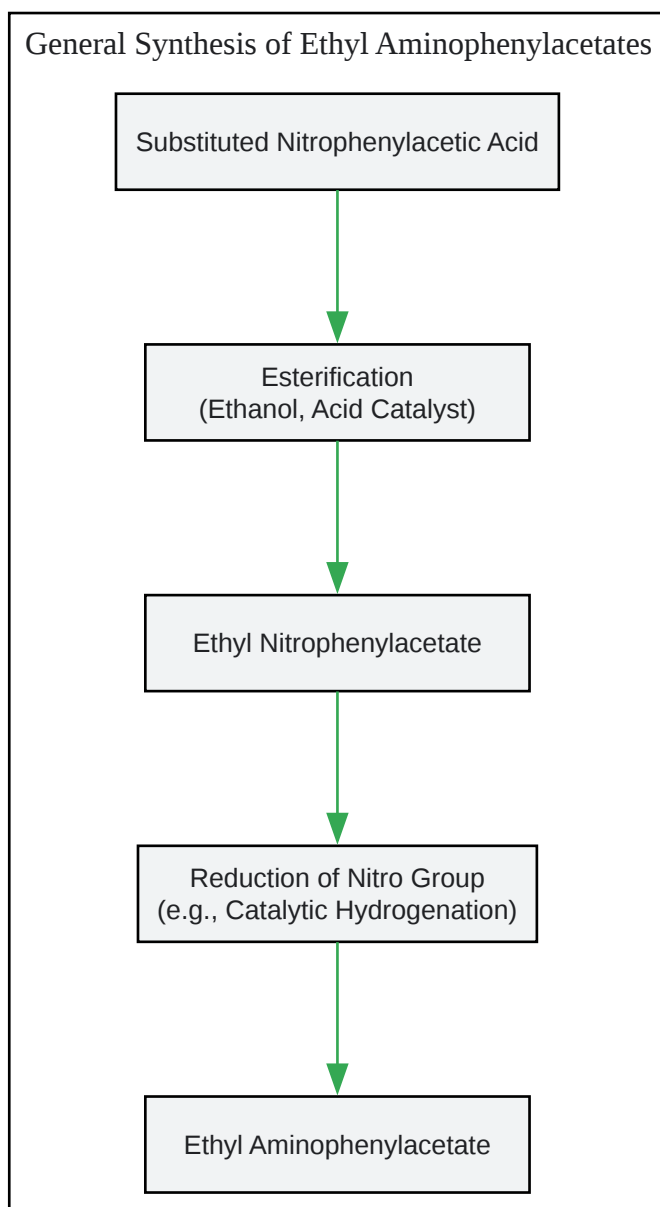 General Synthesis of Ethyl Aminophenylacetates
Substituted Nitrophenylacetic Acid
Esterification
(Ethanol, Acid Catalyst)
Ethyl Nitrophenylacetate
Reduction of Nitro Group
(e.g., Catalytic Hydrogenation)
Ethyl Aminophenylacetate